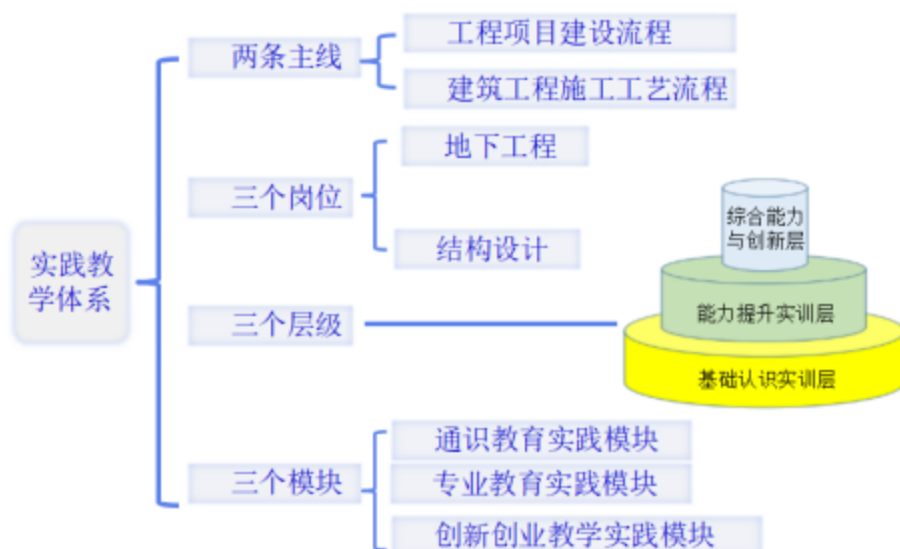 实践教
学体系
两条主线
工程项目建设流程
建筑工程施工工艺流程
三个岗位
地下工程
结构设计
三个层级
综合能力
与创新层
能力提升实训层
基础认识实训层
三个模块
通识教育实践模块
专业教育实践模块
创新创业教学实践模块